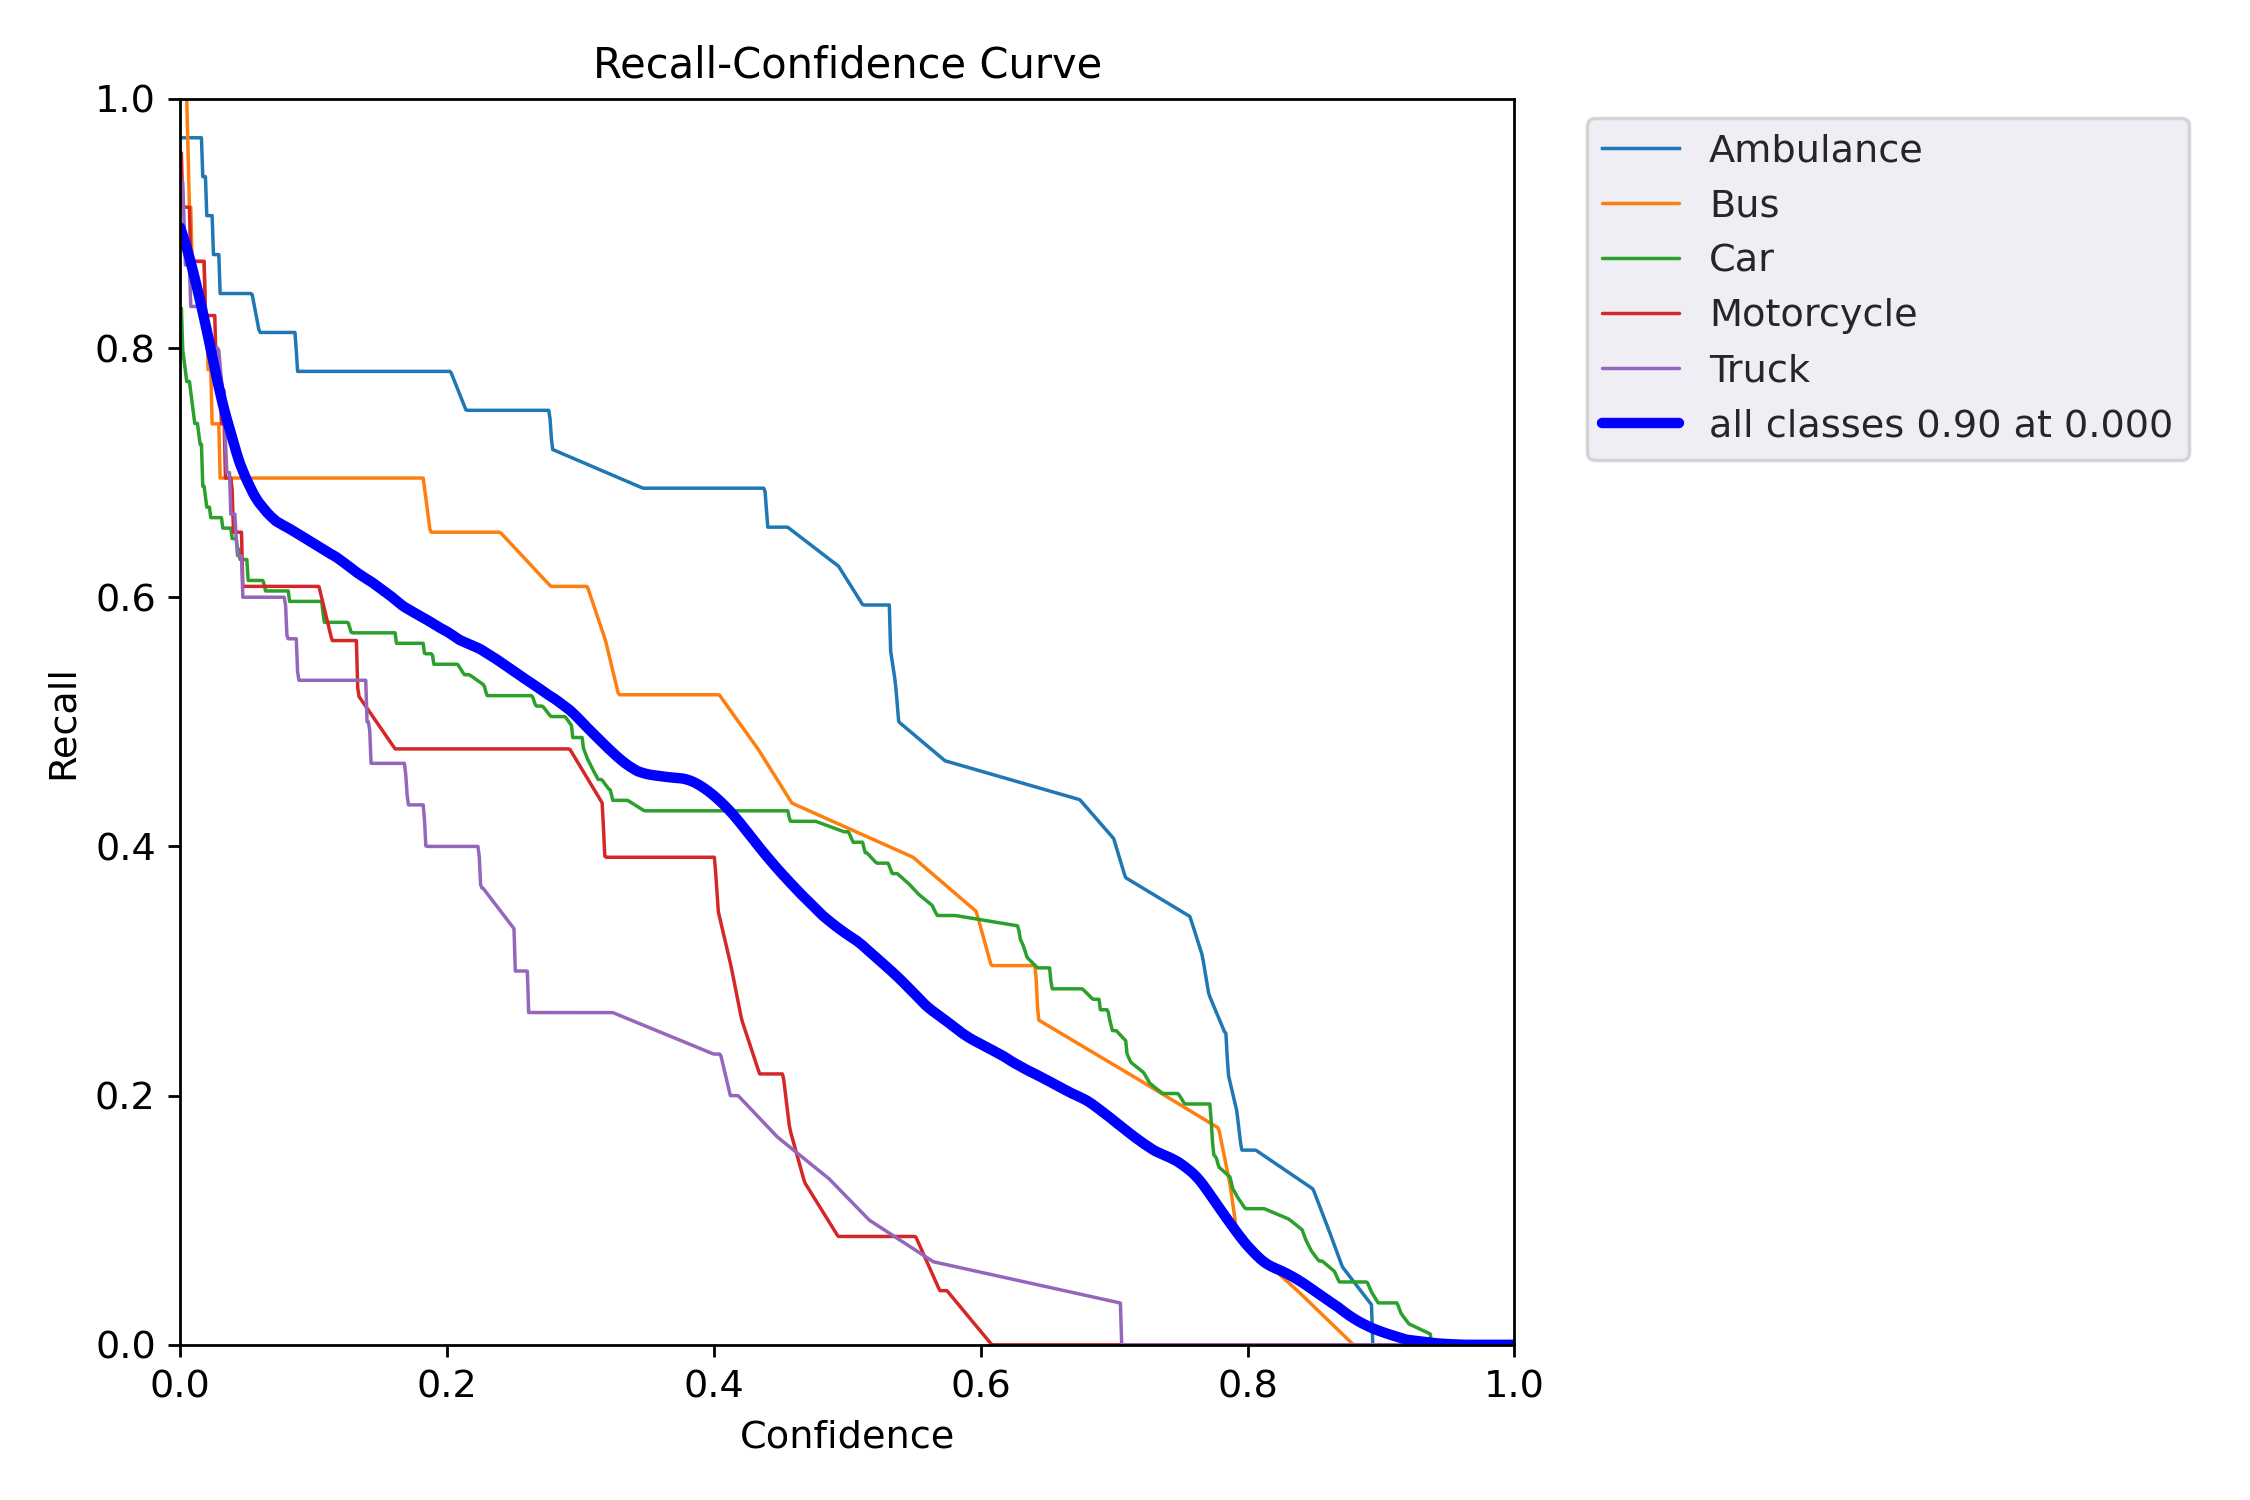 Recall-Confidence Curve
1.0
0.8
0.6
0.4
0.2
0.0
Recall
0.0 0.2 0.4 0.6 0.8 1.0
Confidence
Ambulance
Bus
Car
Motorcycle
Truck
all classes 0.90 at 0.000